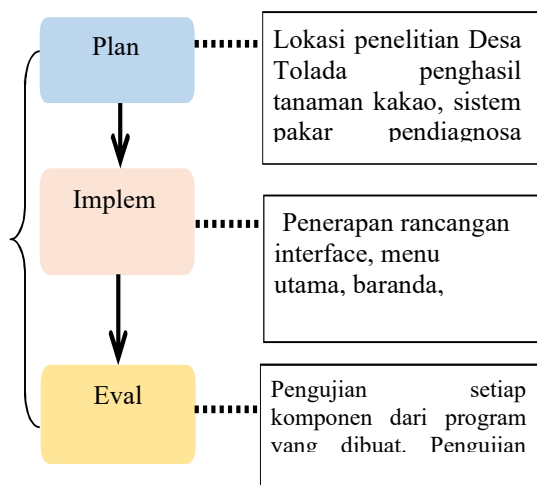 Plan
Lokasi penelitian Desa
Tolada penghasil
tanaman kakao, sistem
pakar pendiagnosa
Implem
Penerapan rancangan
interface, menu
utama, baranda,
Eval
Pengujian setiap
komponen dari program
yang dibuat. Pengujian